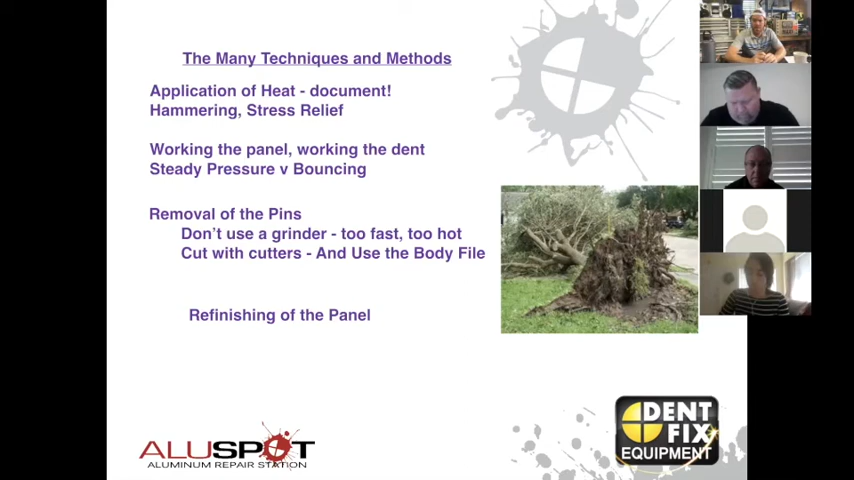 The Many Techniques and Methods
Application of Heat - document!
Hammering, Stress Relief
Working the panel, working the dent
Steady Pressure v Bouncing
Removal of the Pins
Don't use a grinder - too fast, too hot
Cut with cutters - And Use the Body File
Refinishing of the Panel
ALUSPOT
ALUMINUM REPAIR STATION
DENT
FIX
EQUIPMENT